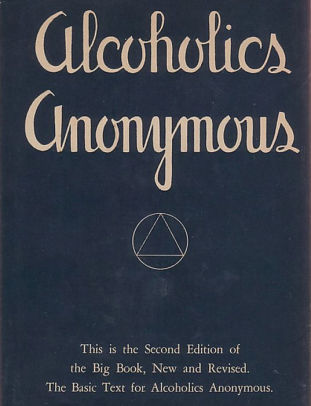 Alcoholics
Anonymous
This is the Second Edition of
the Big Book, New and Revised.
The Basic Text for Alcoholics Anonymous.